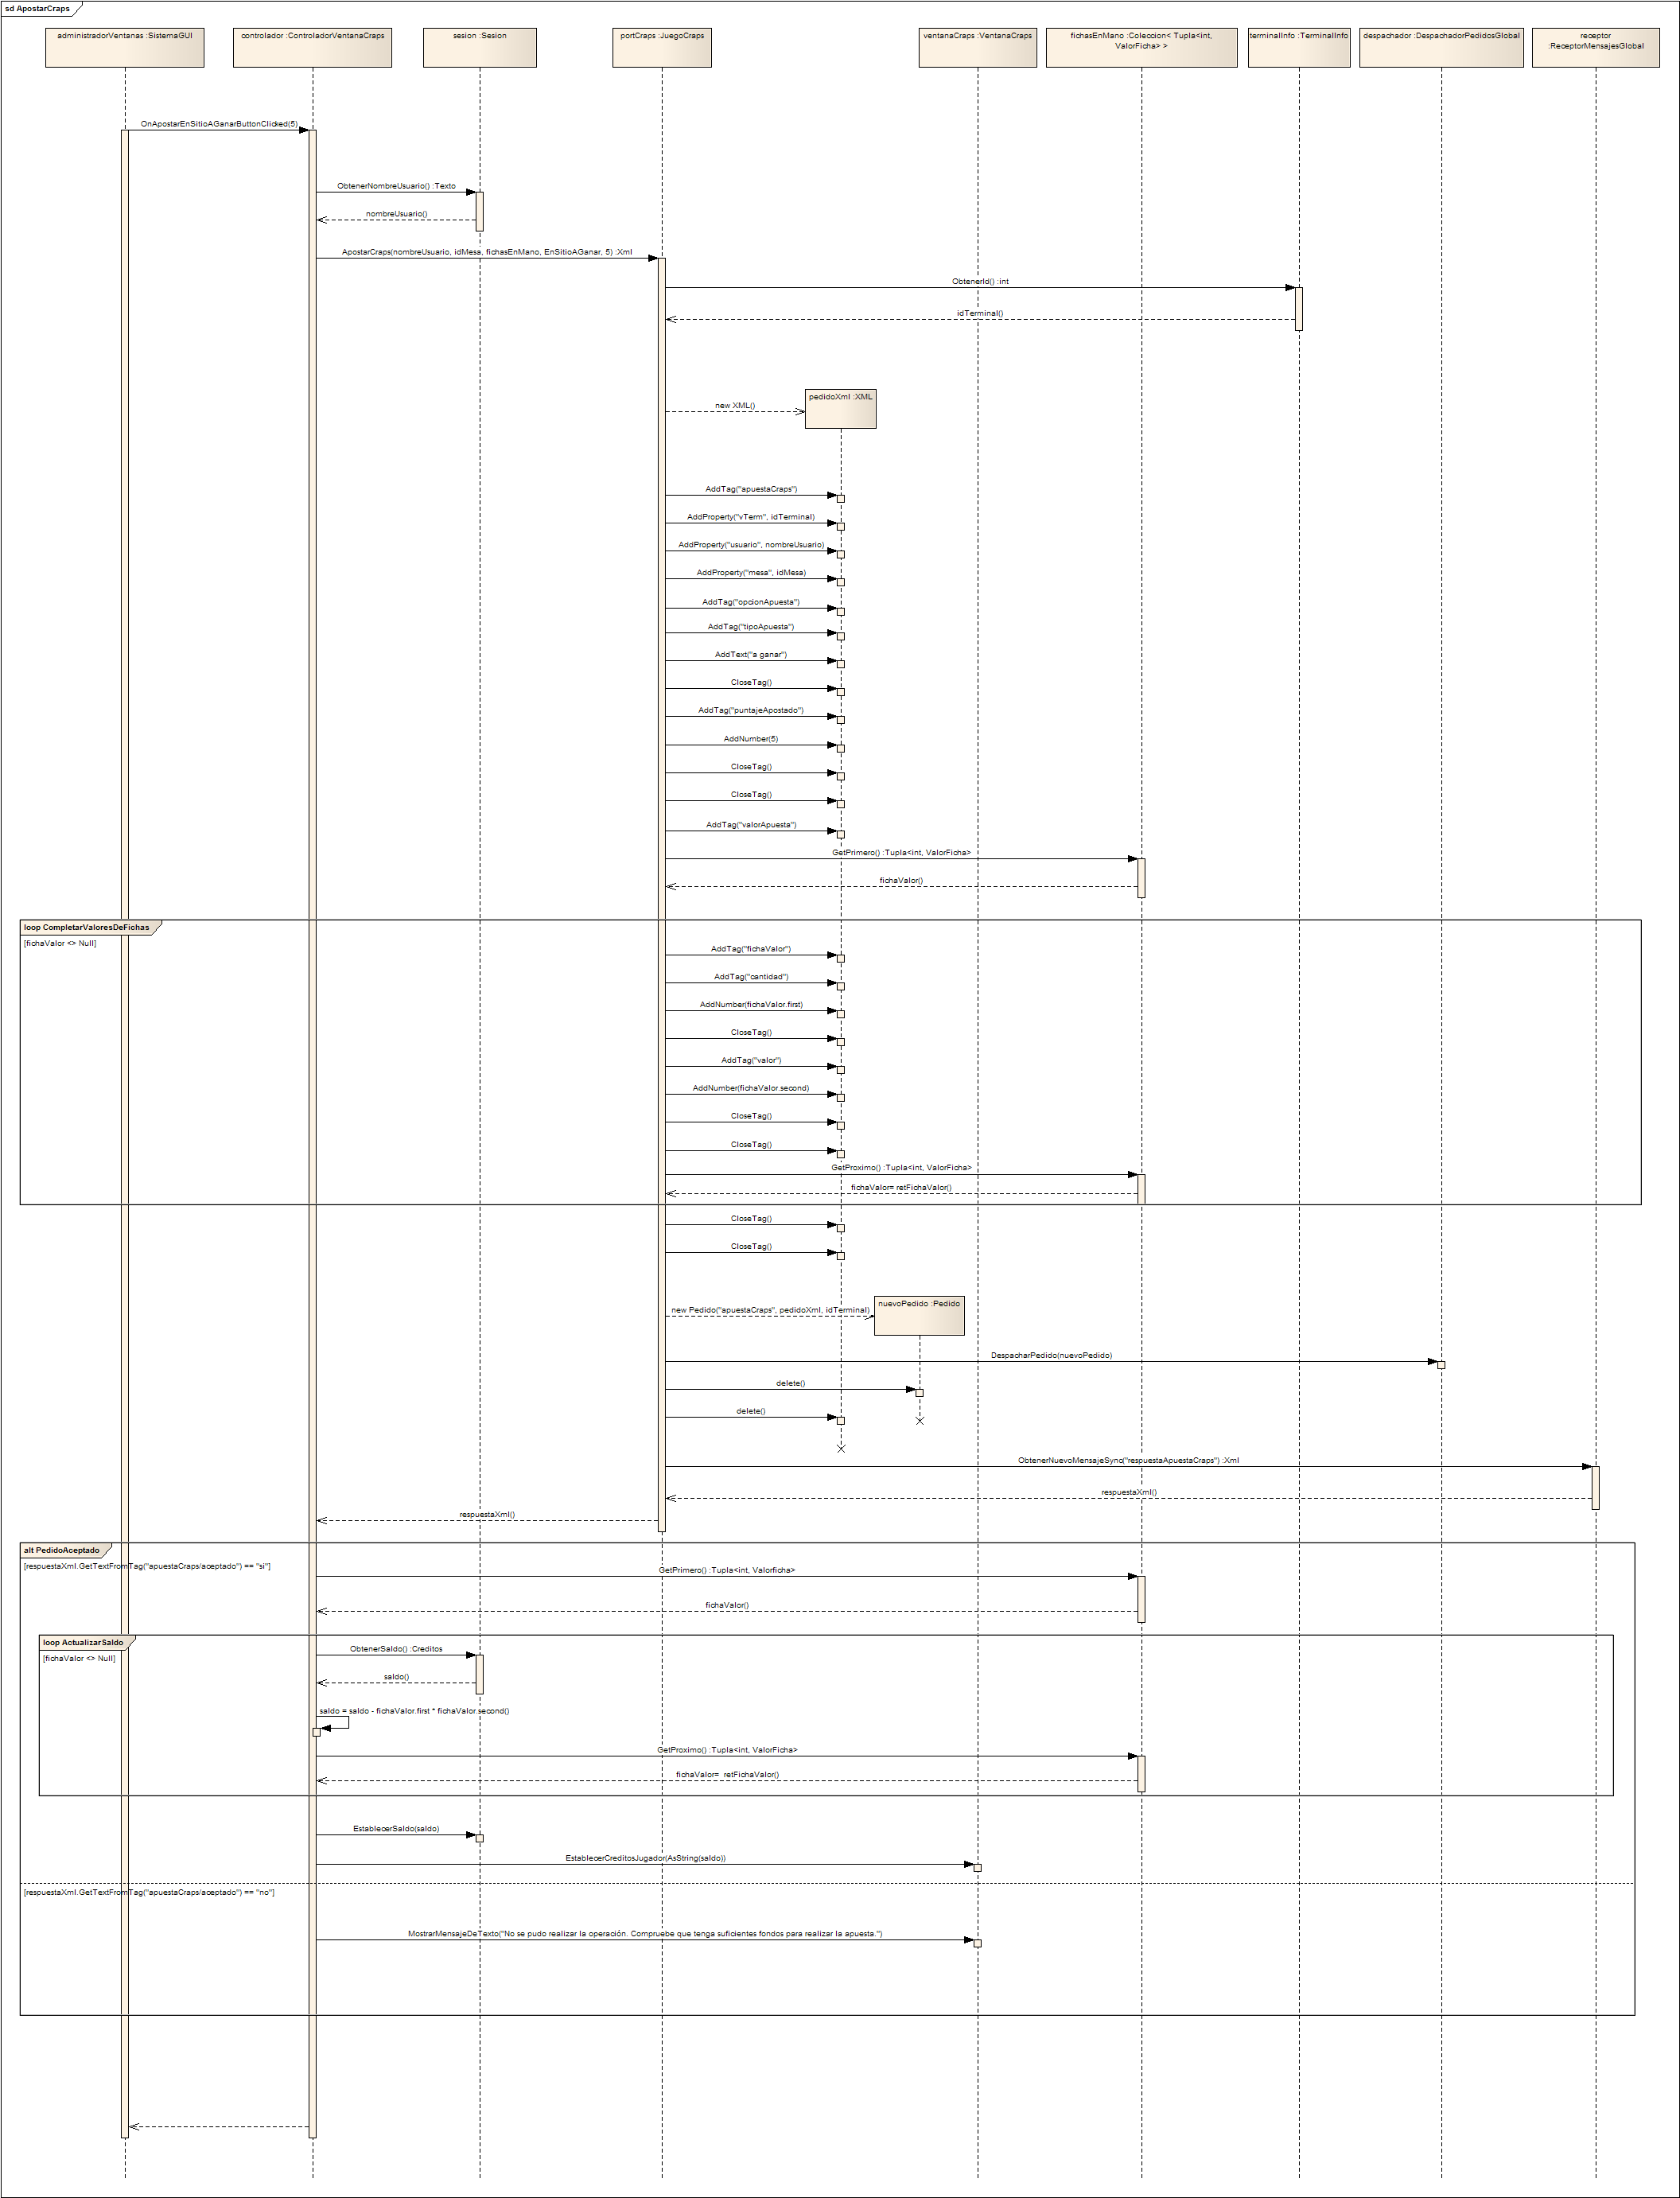 sd ApostarCraps
administradorVentanas :SistemaGUI
controlador :ControladorVentanaCraps
sesion :Sesion
portCraps :JuegoCraps
ventanaCraps :VentanaCraps
fichasEnMano :Coleccion< Tupla<int,
ValorFicha> >
terminalInfo :TerminalInfo
despachador :DespachadorPedidosGlobal
receptor
:ReceptorMensajesGlobal
OnApostarEnSitioAGanarButtonClicked(5)
ObtenerNombreUsuario() :Texto
nombreUsuario()
ApostarCraps(nombreUsuario, idMesa, fichasEnMano, EnSitioAGanar, 5) :Xml
ObtenerId() :int
idTerminal()
pedidoXml :XML
new XML()
AddTag("apuestaCraps")
AddProperty("vTerm", idTerminal)
AddProperty("usuario", nombreUsuario)
AddProperty("mesa", idMesa)
AddTag("opcionApuesta")
AddTag("tipoApuesta")
AddText("a ganar")
CloseTag()
AddTag("puntajeApostado")
AddNumber(5)
CloseTag()
CloseTag()
AddTag("valorApuesta")
GetPrimero() :Tupla<int, ValorFicha>
fichaValor()
loop CompletarValoresDeFichas
[fichaValor <> Null]
AddTag("fichaValor")
AddTag("cantidad")
AddNumber(fichaValor.first)
CloseTag()
AddTag("valor")
AddNumber(fichaValor.second)
CloseTag()
CloseTag()
GetProximo() :Tupla<int, ValorFicha>
fichaValor= retFichaValor()
CloseTag()
CloseTag()
nuevoPedido :Pedido
new Pedido("apuestaCraps", pedidoXml, idTerminal)
DespacharPedido(nuevoPedido)
delete()
delete()
ObtenerNuevoMensajeSync("respuestaApuestaCraps") :Xml
respuestaXml()
respuestaXml()
alt PedidoAceptado
[respuestaXml.GetTextFromTag("apuestaCraps/aceptado") == "si"]
GetPrimero() :Tupla<int, Valorficha>
fichaValor()
loop ActualizarSaldo
[fichaValor <> Null]
ObtenerSaldo() :Creditos
saldo()
saldo = saldo - fichaValor.first * fichaValor.second()
GetProximo() :Tupla<int, ValorFicha>
fichaValor=  retFichaValor()
EstablecerSaldo(saldo)
EstablecerCreditosJugador(AsString(saldo))
[respuestaXml.GetTextFromTag("apuestaCraps/aceptado") == "no"]
MostrarMensajeDeTexto("No se pudo realizar la operación. Compruebe que tenga suficientes fondos para realizar la apuesta.")